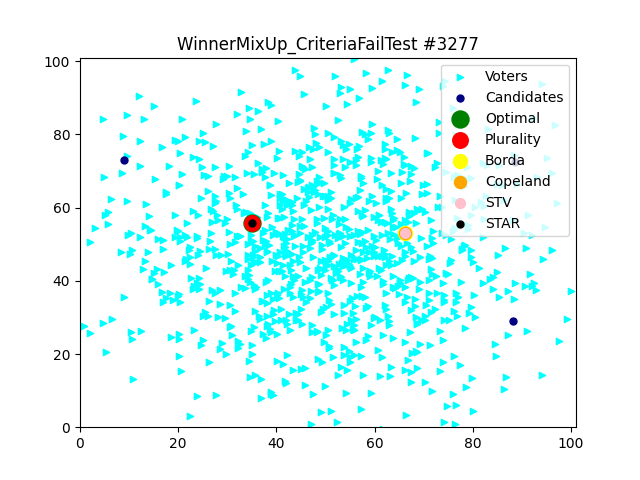 WinnerMixUp_CriteriaFailTest #3277
100
80
60
40
20
0
0 20 40 60 80 100
Voters
Candidates
Optimal
Plurality
Borda
Copeland
STV
STAR